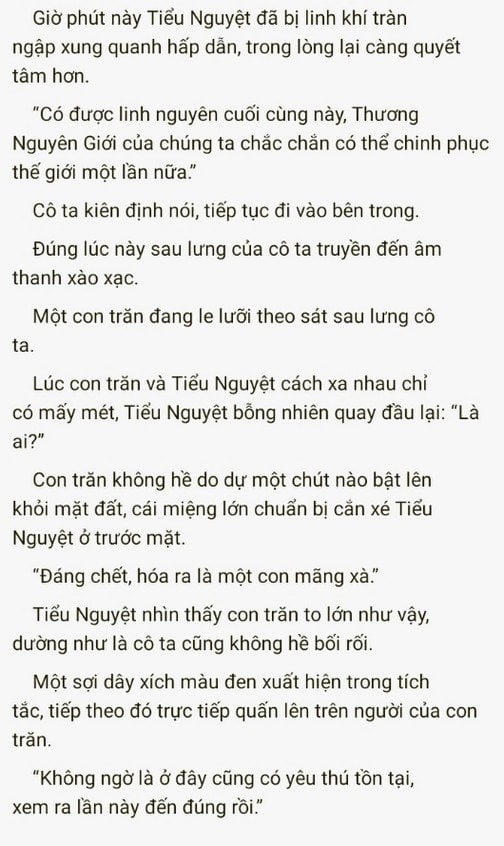 Giờ phút này Tiểu Nguyệt đã bị linh khí tràn
ngập xung quanh hấp dẫn, trong lòng lại càng quyết
tâm hơn.
“Có được linh nguyên cuối cùng này, Thương
Nguyên Giới của chúng ta chắc chắn có thể chinh phục
thế giới một lần nữa.”
Cô ta kiên định nói, tiếp tục đi vào bên trong.
Đúng lúc này sau lưng của cô ta truyền đến âm
thanh xào xạc.
Một con trăn đang le lưỡi theo sát sau lưng cô
ta.
Lúc con trăn và Tiểu Nguyệt cách xa nhau chỉ
có mấy mét, Tiểu Nguyệt bỗng nhiên quay đầu lại: “Là
ai?”
Con trăn không hề do dự một chút nào bật lên
khỏi mặt đất, cái miệng lớn chuẩn bị cắn xé Tiểu
Nguyệt ở trước mặt.
“Đáng chết, hóa ra là một con mãng xà.”
Tiểu Nguyệt nhìn thấy con trăn to lớn như vậy,
dường như là cô ta cũng không hề bối rối.
Một sợi dây xích màu đen xuất hiện trong tích
tắc, tiếp theo đó trực tiếp quấn lên trên người của con
trăn.
“Không ngờ là ở đây cũng có yêu thú tồn tại,
xem ra lần này đến đúng rồi.”